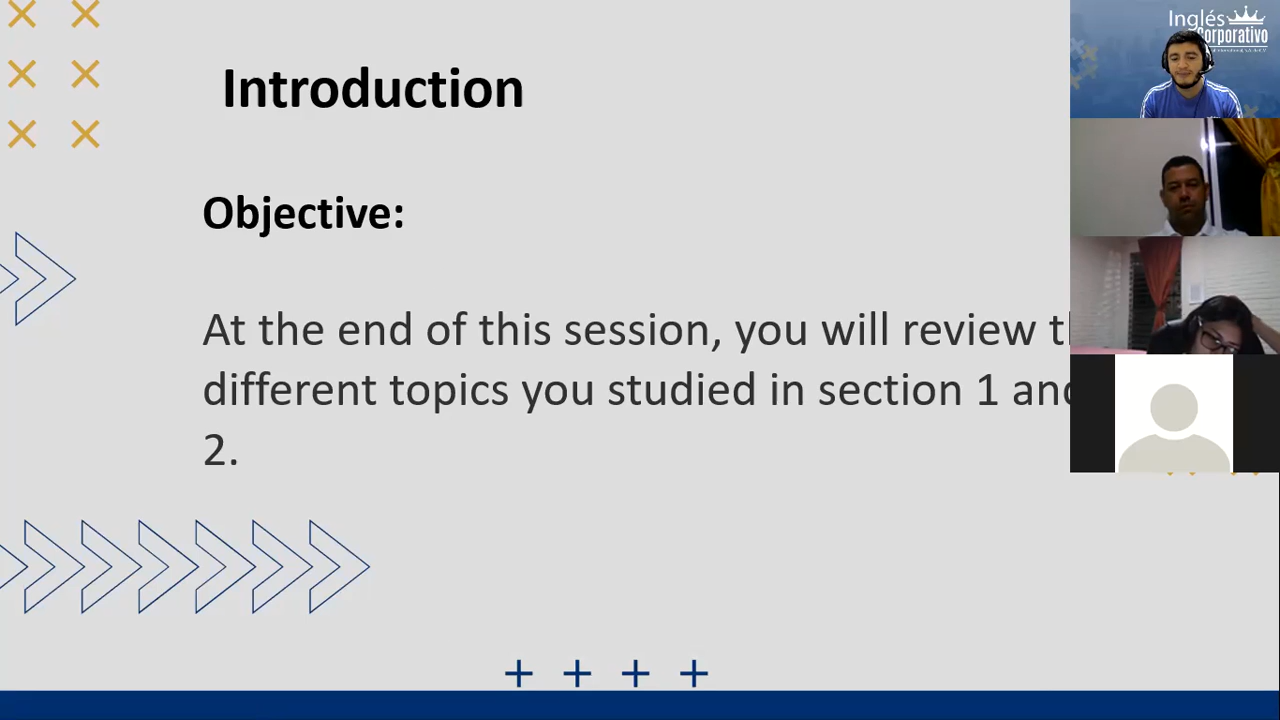 Introduction
Objective:
At the end of this session, you will review
different topics you studied in section 1
2.
Inglés
Corporativo